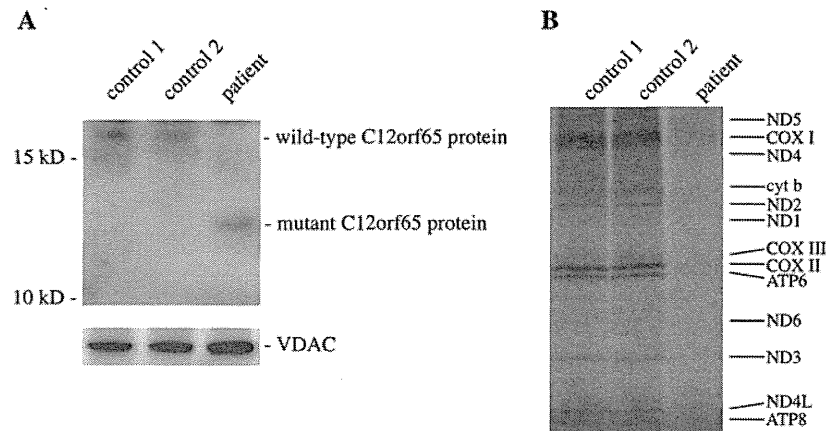 A
control 1
control 2
patient
15 kD -
- wild-type C12orf65 protein
- mutant C12orf65 protein
10 kD -
- VDAC
B
control 1
control 2
patient
ND5
COX I
ND4
cyt b
ND2
ND1
COX III
COX II
ATP6
ND6
ND3
ND4L
ATP8